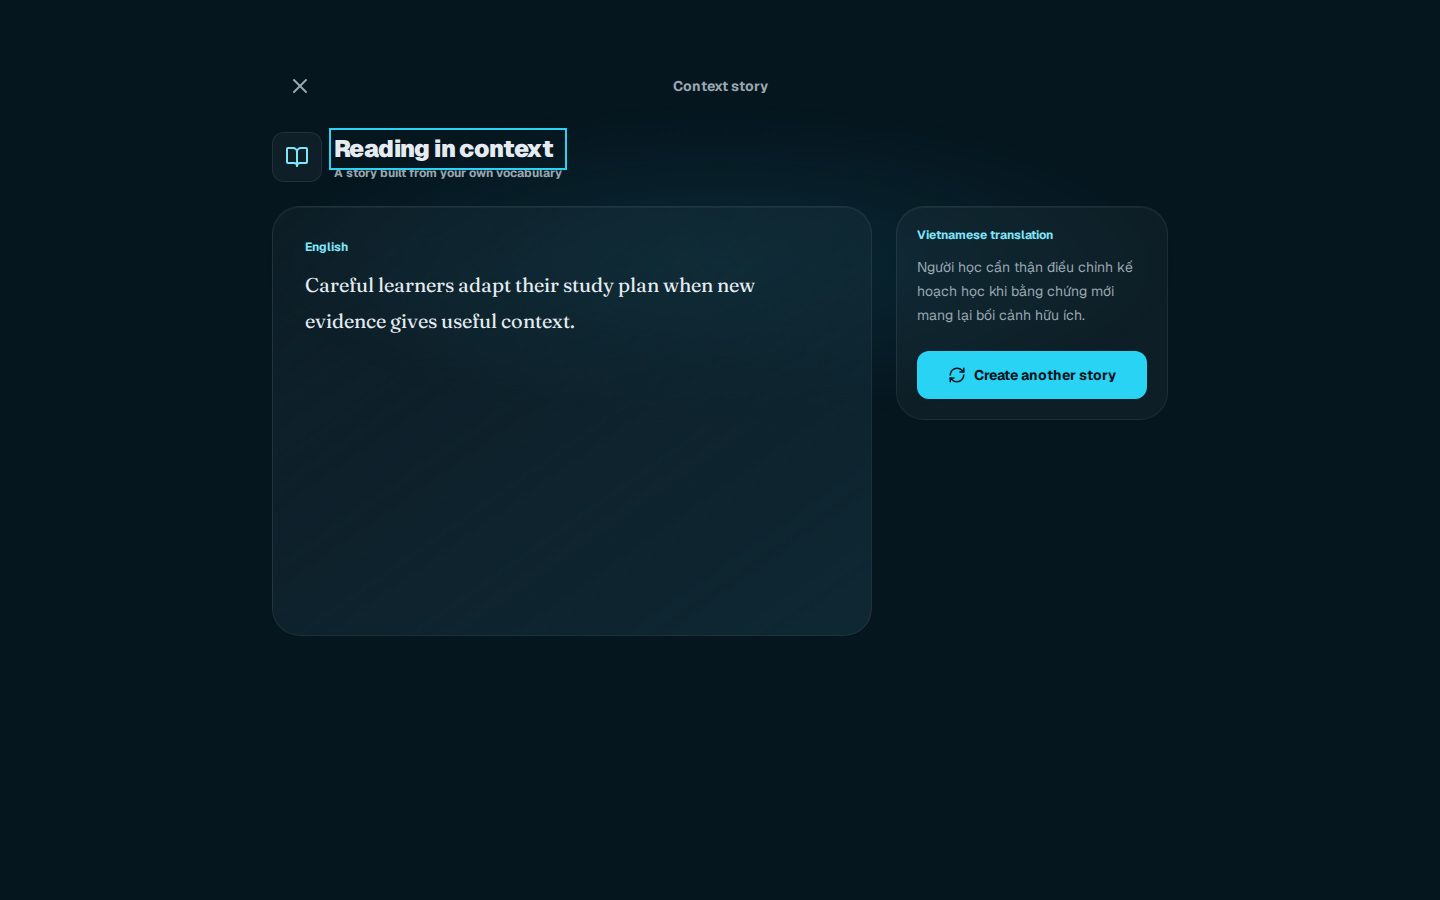 Context story
Reading in context
A story built from your own vocabulary
English
Careful learners adapt their study plan when new
evidence gives useful context.
Vietnamese translation
Người học cẩn thận điều chỉnh kế
hoạch học khi bằng chứng mới
mang lại bối cảnh hữu ích.
Create another story